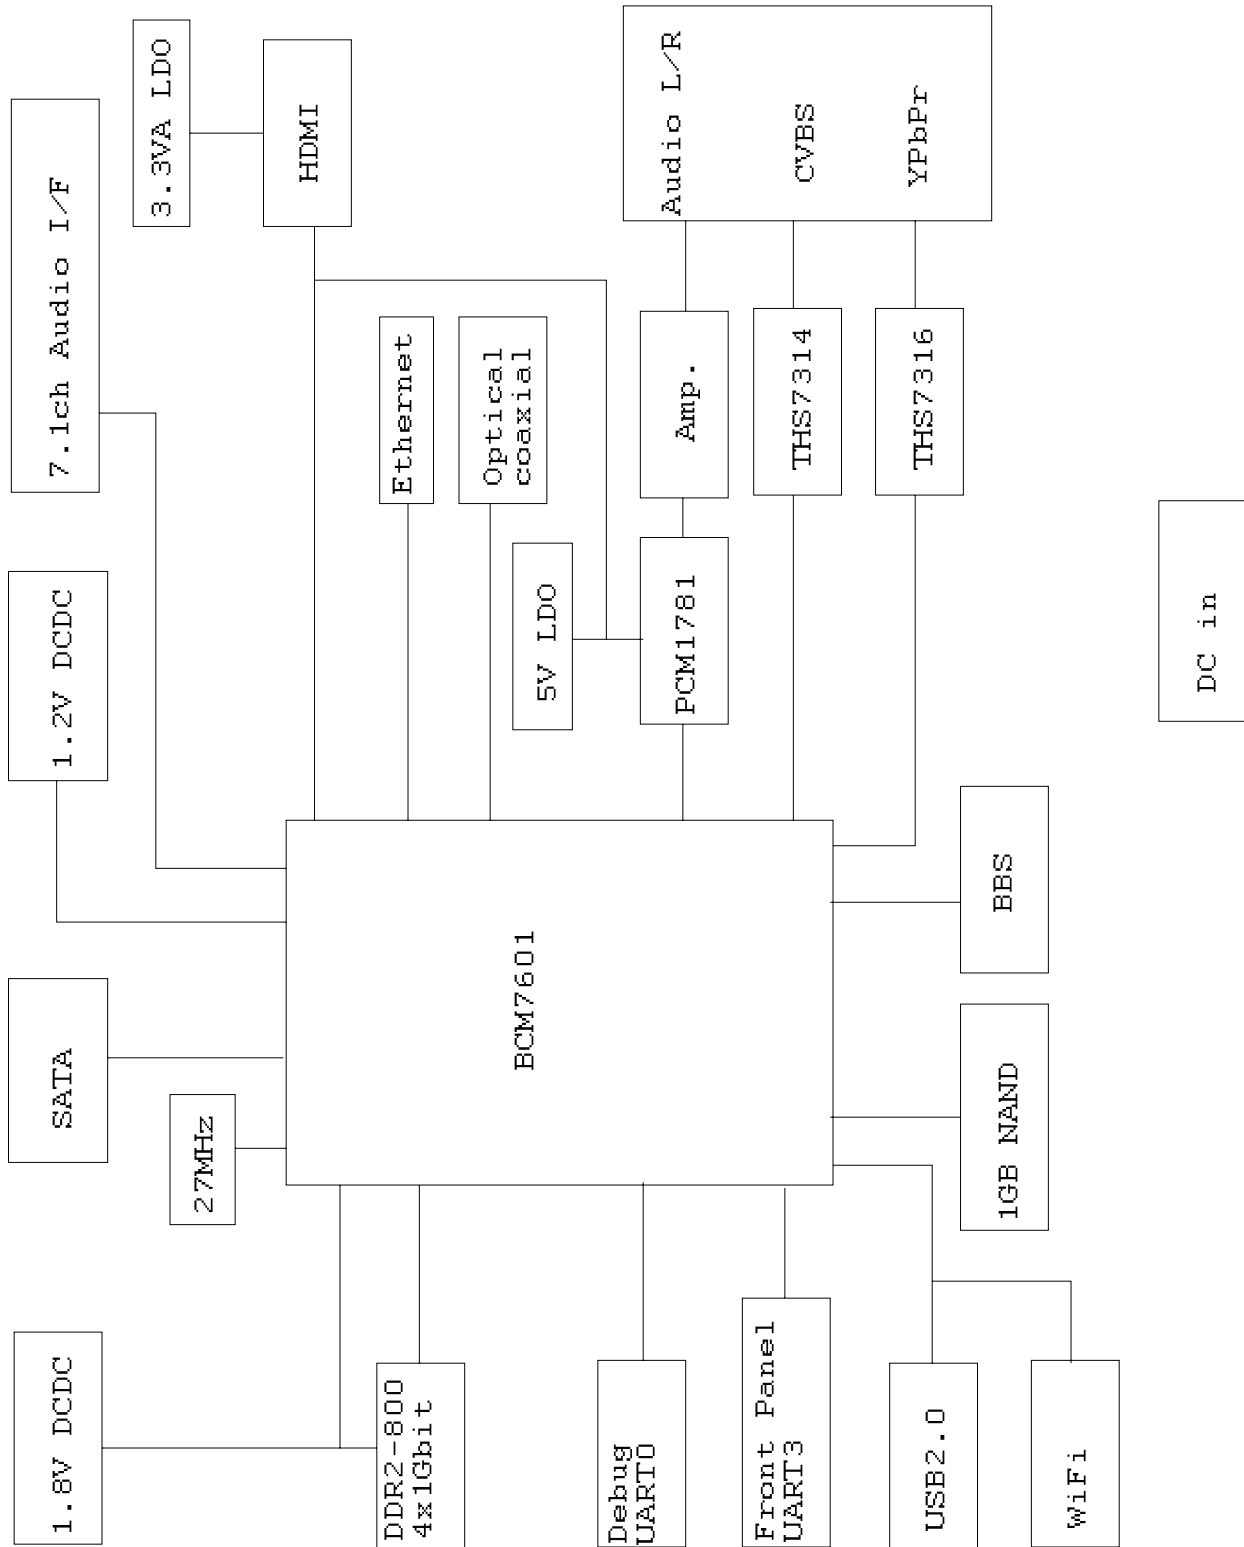 1.8V DCDC
DDR2-800
4x1Gbit
Debug
UART0
Front Panel
UART3
USB2.0
WiFi
27MHz
SATA
1GB NAND
BCM7601
BBS
1.2V DCDC
5V LDO
PCM1781
DC in
7.1ch Audio I/F
Ethernet
Optical
coaxial
Amp.
THS7314
THS7316
3.3VA LDO
HDMI
Audio L/R
CVBS
YPbPr